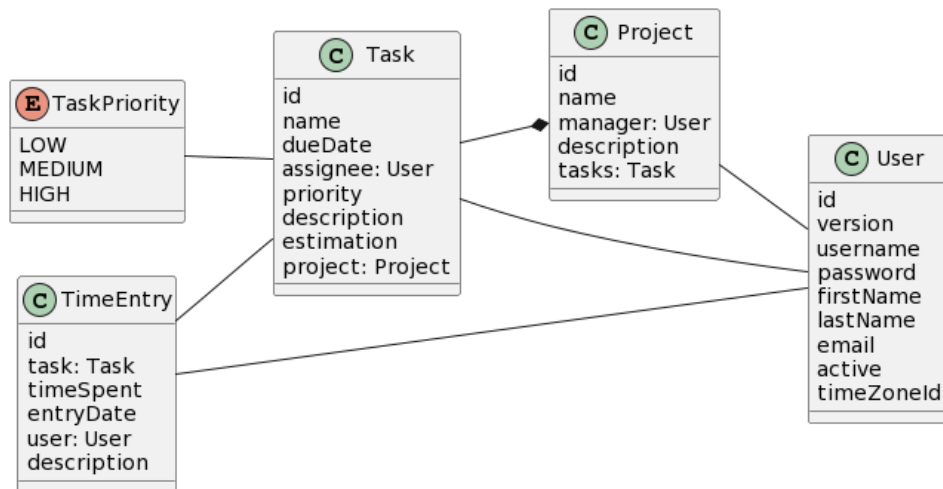 E TaskPriority
LOW
MEDIUM
HIGH
C Task
id
name
dueDate
assignee: User
priority
description
estimation
project: Project
C Project
id
name
manager: User
description
tasks: Task
C User
id
version
username
password
firstName
lastName
email
active
timeZoneId
C TimeEntry
id
task: Task
timeSpent
entryDate
user: User
description